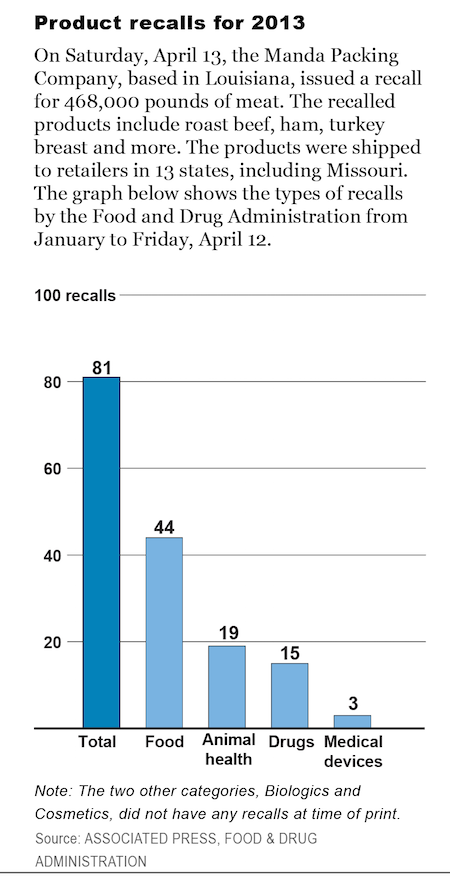 Product recalls for 2013
On Saturday, April 13, the Manda Packing
Company, based in Louisiana, issued a recall
for 468,000 pounds of meat. The recalled
products include roast beef, ham, turkey
breast and more. The products were shipped
to retailers in 13 states, including Missouri.
The graph below shows the types of recalls
by the Food and Drug Administration from
January to Friday, April 12.
100 recalls
81
80
60
44
40
19
20
15
3
Total Food Animal health Drugs Medical devices
Note: The two other categories, Biologics and
Cosmetics, did not have any recalls at time of print.
Source: ASSOCIATED PRESS, FOOD & DRUG
ADMINISTRATION